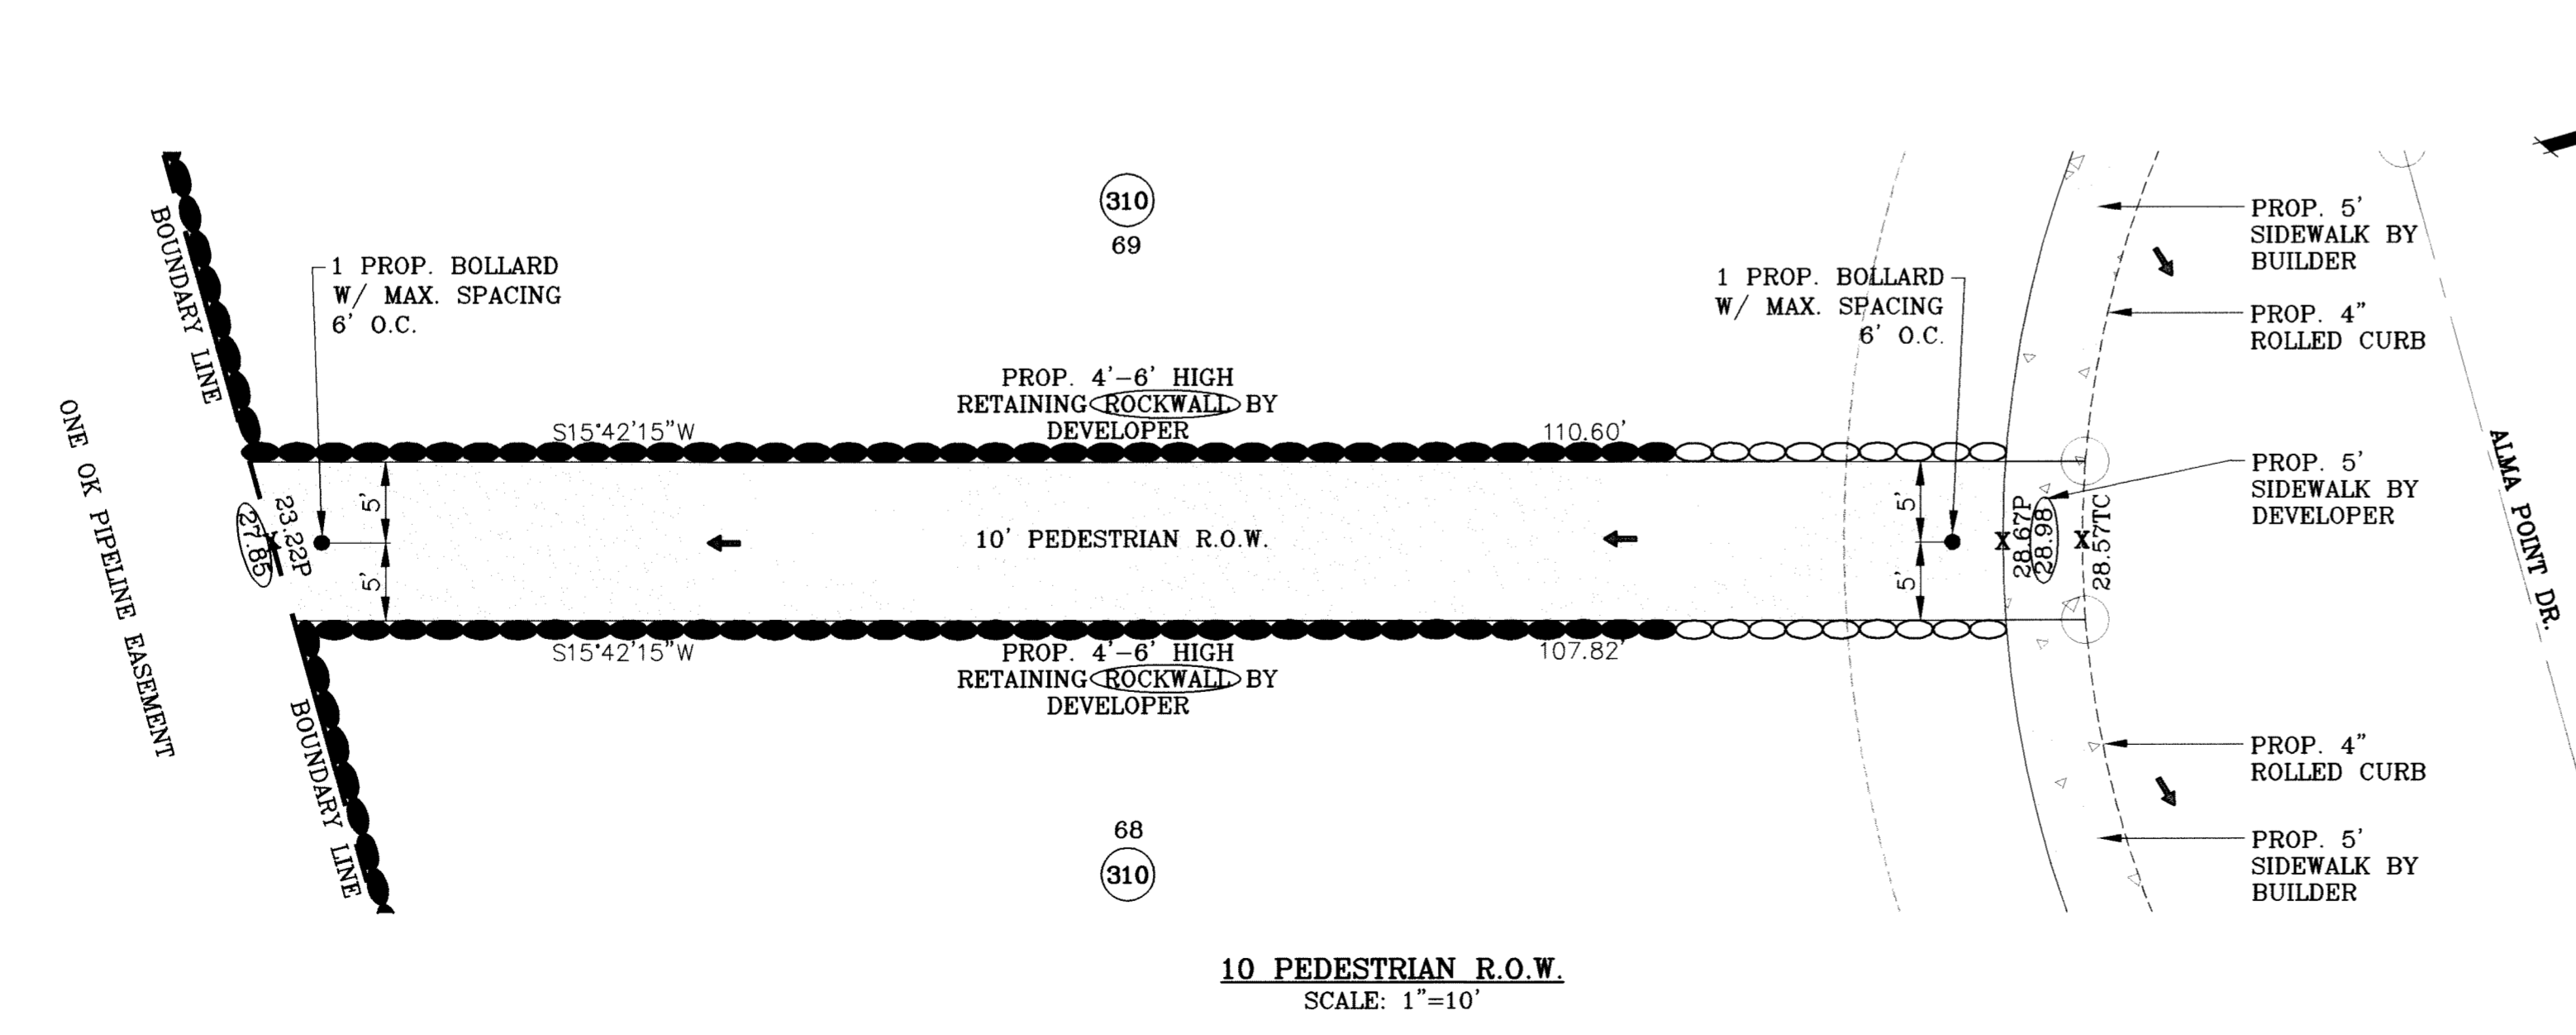 310
69
1 PROP. BOLLARD
W/ MAX. SPACING
6' O.C.
1 PROP. BOLLARD
W/ MAX. SPACING
6' O.C.
PROP. 5'
SIDEWALK BY
BUILDER
PROP. 4"
ROLLED CURB
BOUNDARY LINE
ONE OK PIPELINE EASEMENT
PROP. 4'-6' HIGH
RETAINING ROCKWALL BY
DEVELOPER
S15°42'15"W
110.60'
PROP. 5'
SIDEWALK BY
DEVELOPER
ALMA POINT DR.
27.85
23.22P
5'
5'
10' PEDESTRIAN R.O.W.
5'
5'
X
28.67P
28.98
X
28.57TC
S15°42'15"W
107.82'
PROP. 4'-6' HIGH
RETAINING ROCKWALL BY
DEVELOPER
BOUNDARY LINE
PROP. 4"
ROLLED CURB
68
310
PROP. 5'
SIDEWALK BY
BUILDER
10 PEDESTRIAN R.O.W.
SCALE: 1"=10'